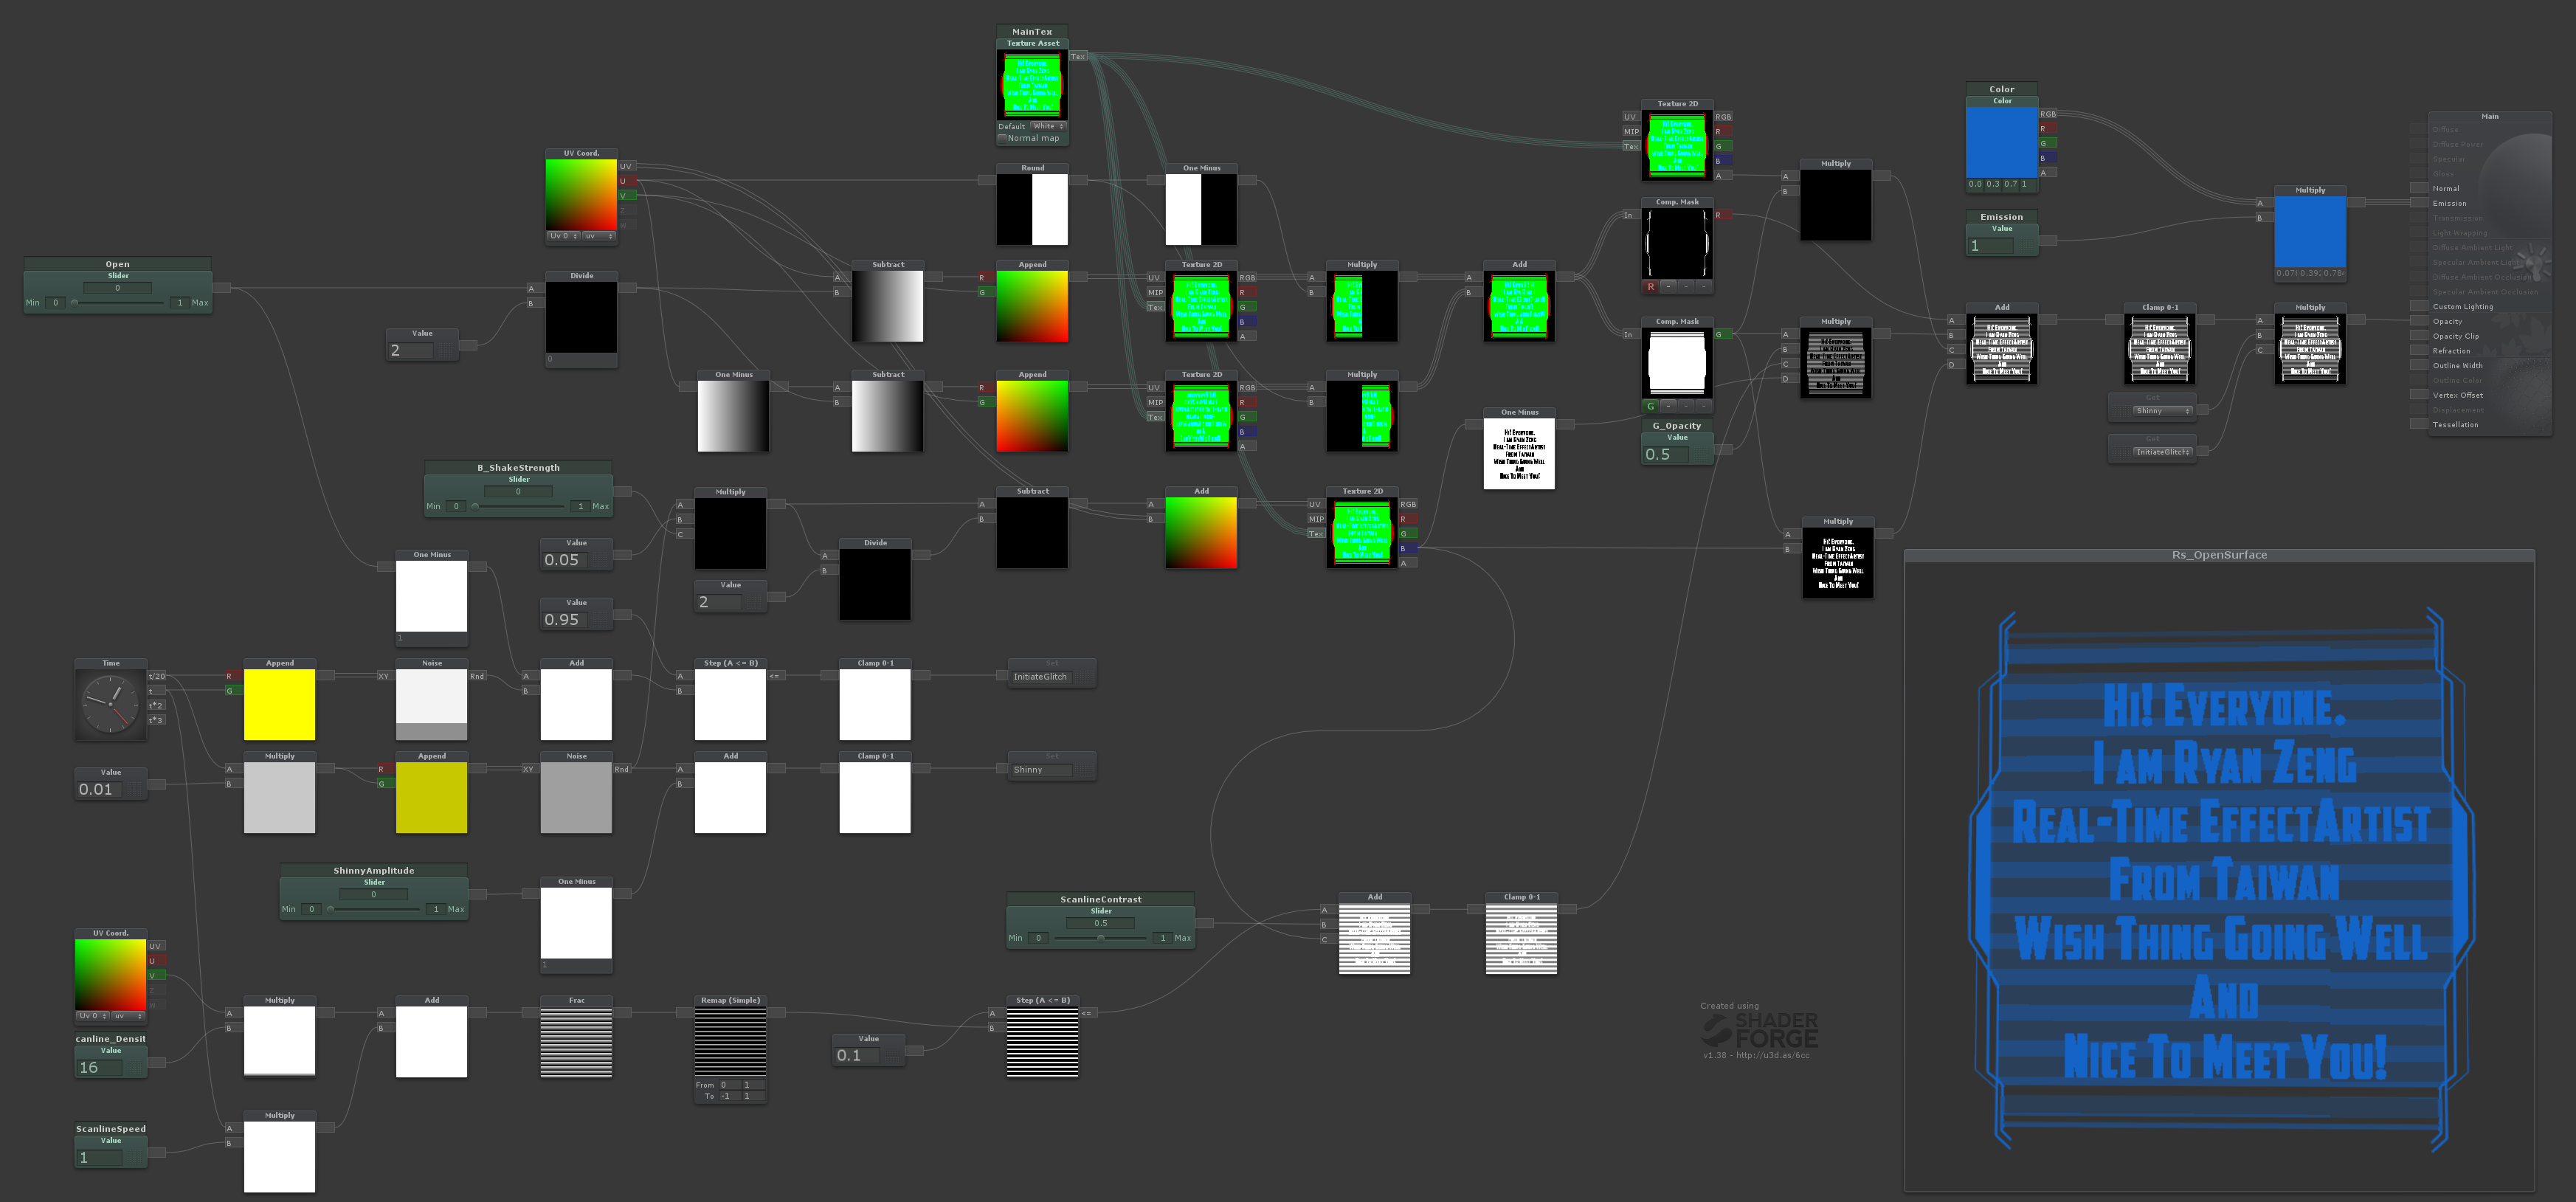 MainTex
Texture Asset
Tex
Default White
Normal map
Color
Color
RGB
R
G
B
A
0.0 0.3 0.7 1
Texture 2D
UV
MIP
Tex
RGB
R
G
B
A
Main
Diffuse
Diffuse Power
Specular
Gloss
Normal
Emission
Transmission
Light Wrapping
Diffuse Ambient Light
Specular Ambient Light
Diffuse Ambient Occlusion
Specular Ambient Occlusion
Custom Lighting
Opacity
Opacity Clip
Refraction
Outline Width
Outline Color
Vertex Offset
Displacement
Tessellation
UV Coord.
UV
U
V
Uv 0 uv
Round
One Minus
Multiply
A
B
Multiply
A
B
Comp. Mask
In
R
R - - -
Emission
Value
1
Open
Slider
0
Min 0 1 Max
Divide
A
B
0
Value
2
Subtract
A
B
Append
R
G
Texture 2D
UV
MIP
Tex
RGB
R
G
B
A
Multiply
A
B
Add
A
B
Comp. Mask
In
G
G - - -
Multiply
A
B
C
D
Add
A
B
C
D
Clamp 0-1
Multiply
A
B
C
Get
Shinny
Get
InitiateGlitch
One Minus
Subtract
A
B
Append
R
G
Texture 2D
UV
MIP
Tex
RGB
R
G
B
A
Multiply
A
B
One Minus
G_Opacity
Value
0.5
B_ShakeStrength
Slider
0
Min 0 1 Max
Multiply
A
B
C
Subtract
A
B
Add
A
B
Texture 2D
UV
MIP
Tex
RGB
R
G
B
A
Multiply
A
B
Value
0.05
Divide
A
B
Value
2
Value
0.95
One Minus
1
Time
t/20
t
t*2
t*3
Append
R
G
Noise
XY
Rnd
Add
A
B
Step (A <= B)
A
B
<=
Clamp 0-1
Set
InitiateGlitch
Value
0.01
Multiply
A
B
Append
R
G
Noise
XY
Rnd
Add
A
B
Clamp 0-1
Set
Shinny
ShinnyAmplitude
Slider
0
Min 0 1 Max
One Minus
1
ScanlineContrast
Slider
0.5
Min 0 1 Max
Add
A
B
C
Clamp 0-1
UV Coord.
UV
U
V
Uv 0 uv
canline_Densit
Value
16
Multiply
A
B
Add
A
B
Frac
Remap (Simple)
From 0 1
To -1 1
Value
0.1
Step (A <= B)
A
B
<=
ScanlineSpeed
Value
1
Multiply
A
B
Created using
SHADER
FORGE
v1.38 - http://u3d.as/6cc
Rs_OpenSurface
Hi! Everyone.
I am Ryan Zeng
Real-Time EffectArtist
From Taiwan
Wish Thing Going Well
And
Nice To Meet You!